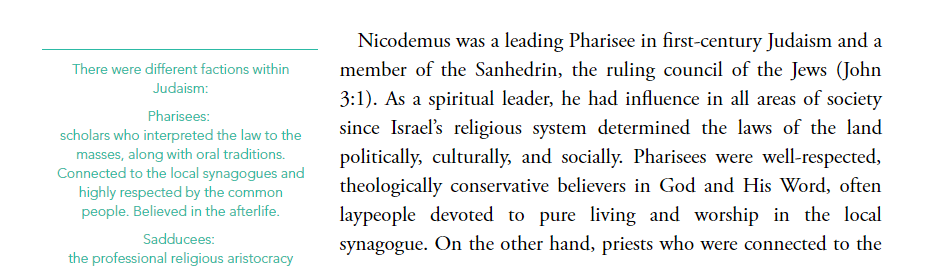 There were different factions within
Judaism:
Pharisees:
scholars who interpreted the law to the
masses, along with oral traditions.
Connected to the local synagogues and
highly respected by the common
people. Believed in the afterlife.
Sadducees:
the professional religious aristocracy
Nicodemus was a leading Pharisee in first-century Judaism and a
member of the Sanhedrin, the ruling council of the Jews (John
3:1). As a spiritual leader, he had influence in all areas of society
since Israel’s religious system determined the laws of the land
politically, culturally, and socially. Pharisees were well-respected,
theologically conservative believers in God and His Word, often
laypeople devoted to pure living and worship in the local
synagogue. On the other hand, priests who were connected to the